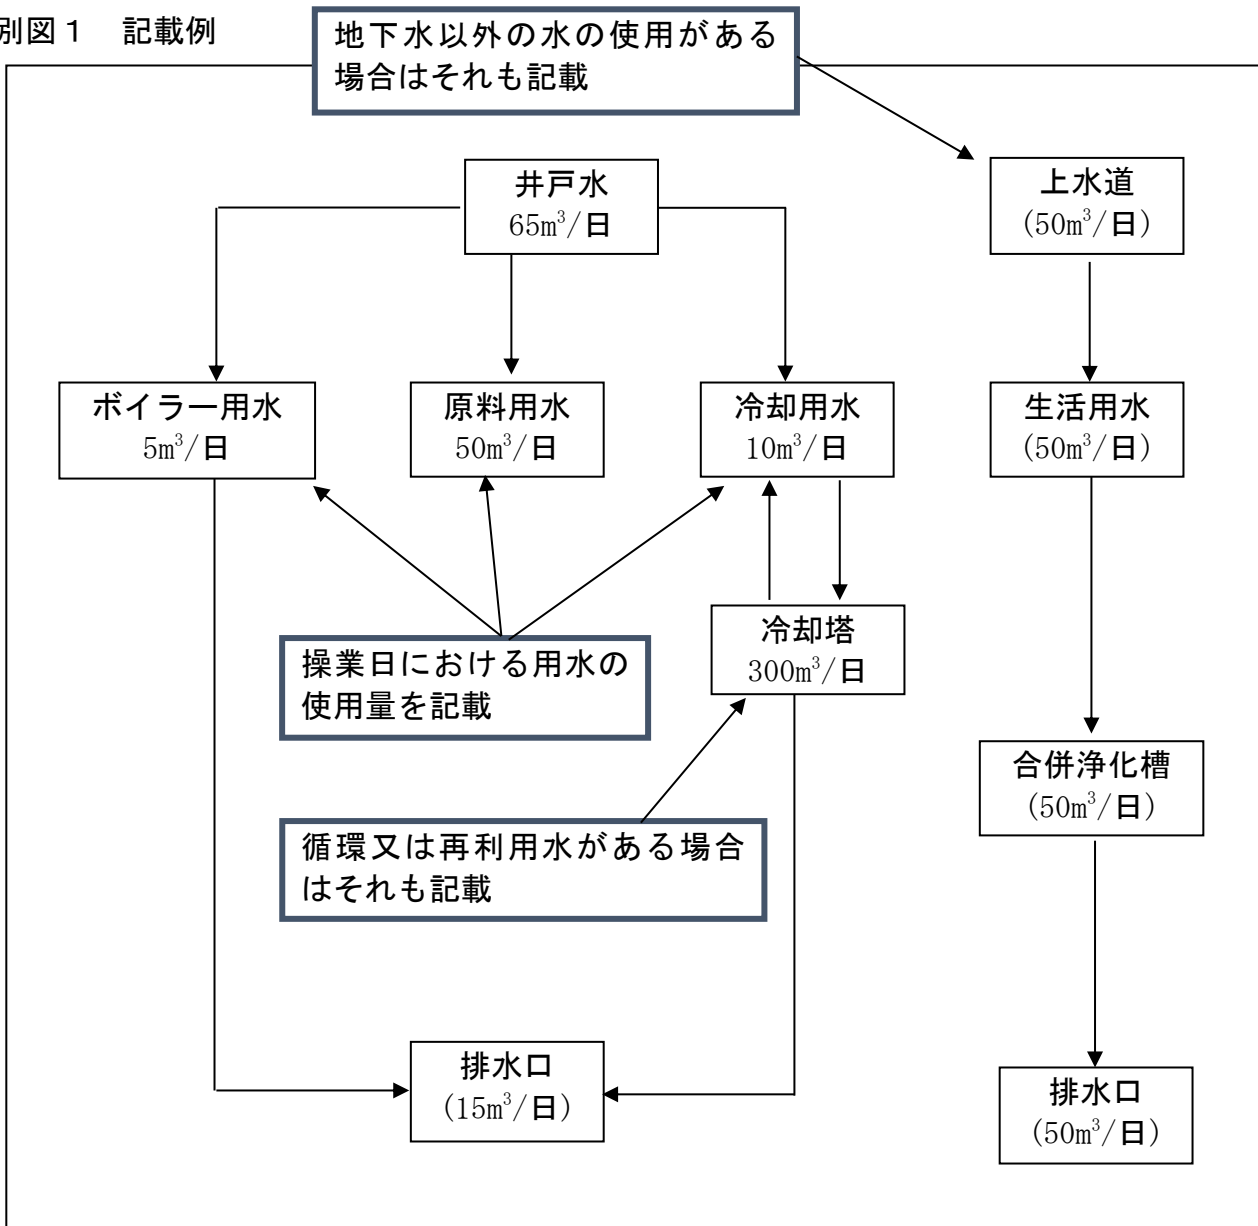 別図１　記載例
地下水以外の水の使用がある
場合はそれも記載
井戸水
65m³/日
上水道
(50m³/日)
ボイラー用水
5m³/日
原料用水
50m³/日
冷却用水
10m³/日
生活用水
(50m³/日)
操業日における用水の
使用量を記載
冷却塔
300m³/日
合併浄化槽
(50m³/日)
循環又は再利用水がある場合
はそれも記載
排水口
(15m³/日)
排水口
(50m³/日)